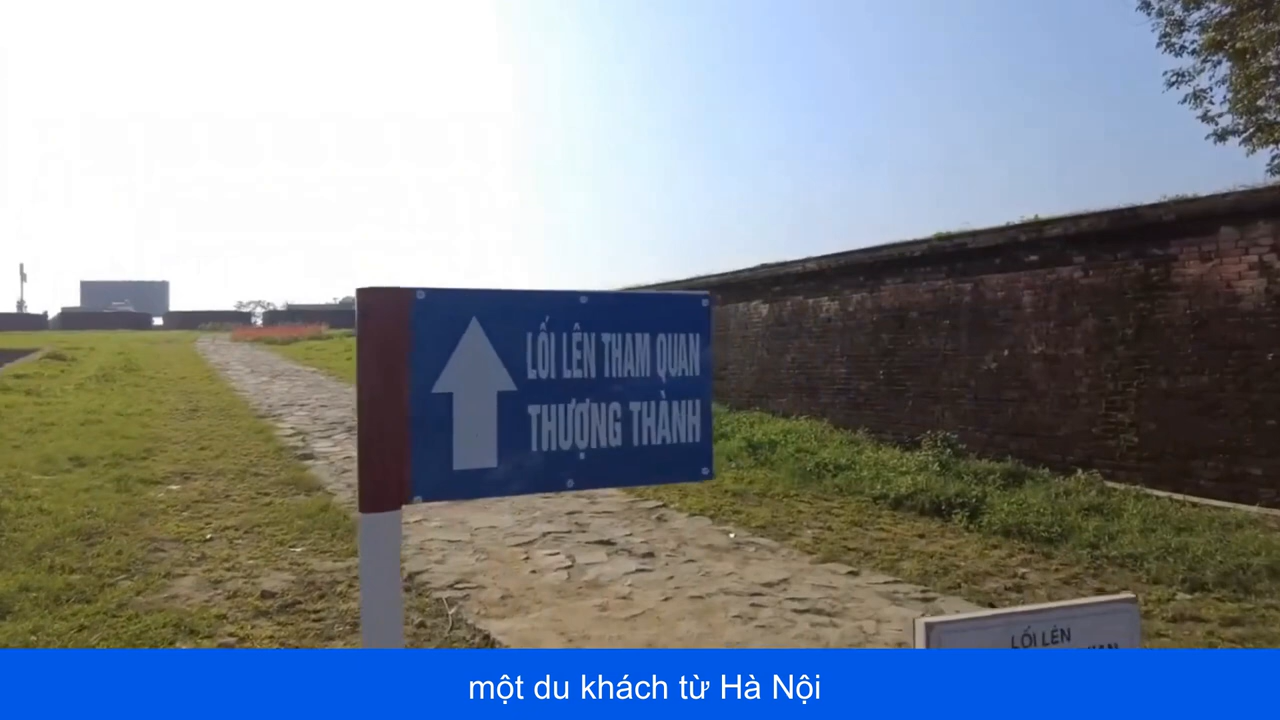 LỐI LÊN THAM QUAN
THƯỢNG THÀNH
LỐI LÊN
một du khách từ Hà Nội